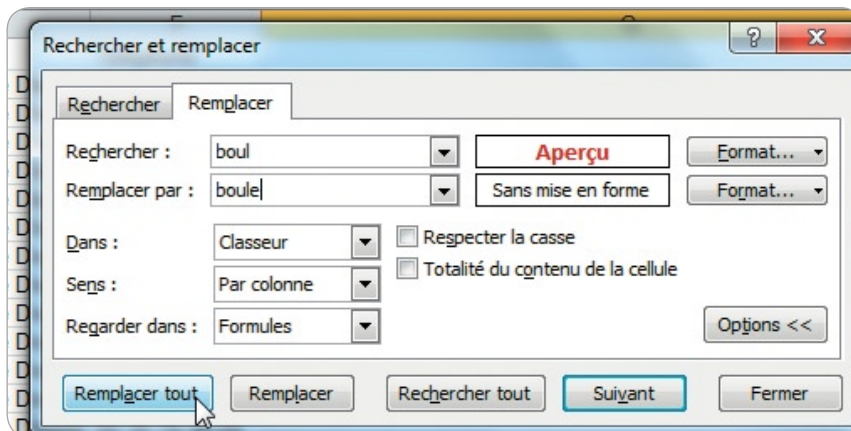 Rechercher et remplacer
Rechercher Remplacer
Rechercher : boul Aperçu Format...
Remplacer par : boule Sans mise en forme Format...
Dans : Classeur Respecter la casse
Totalité du contenu de la cellule
Sens : Par colonne
Regarder dans : Formules Options <<
Remplacer tout Remplacer Rechercher tout Suivant Fermer